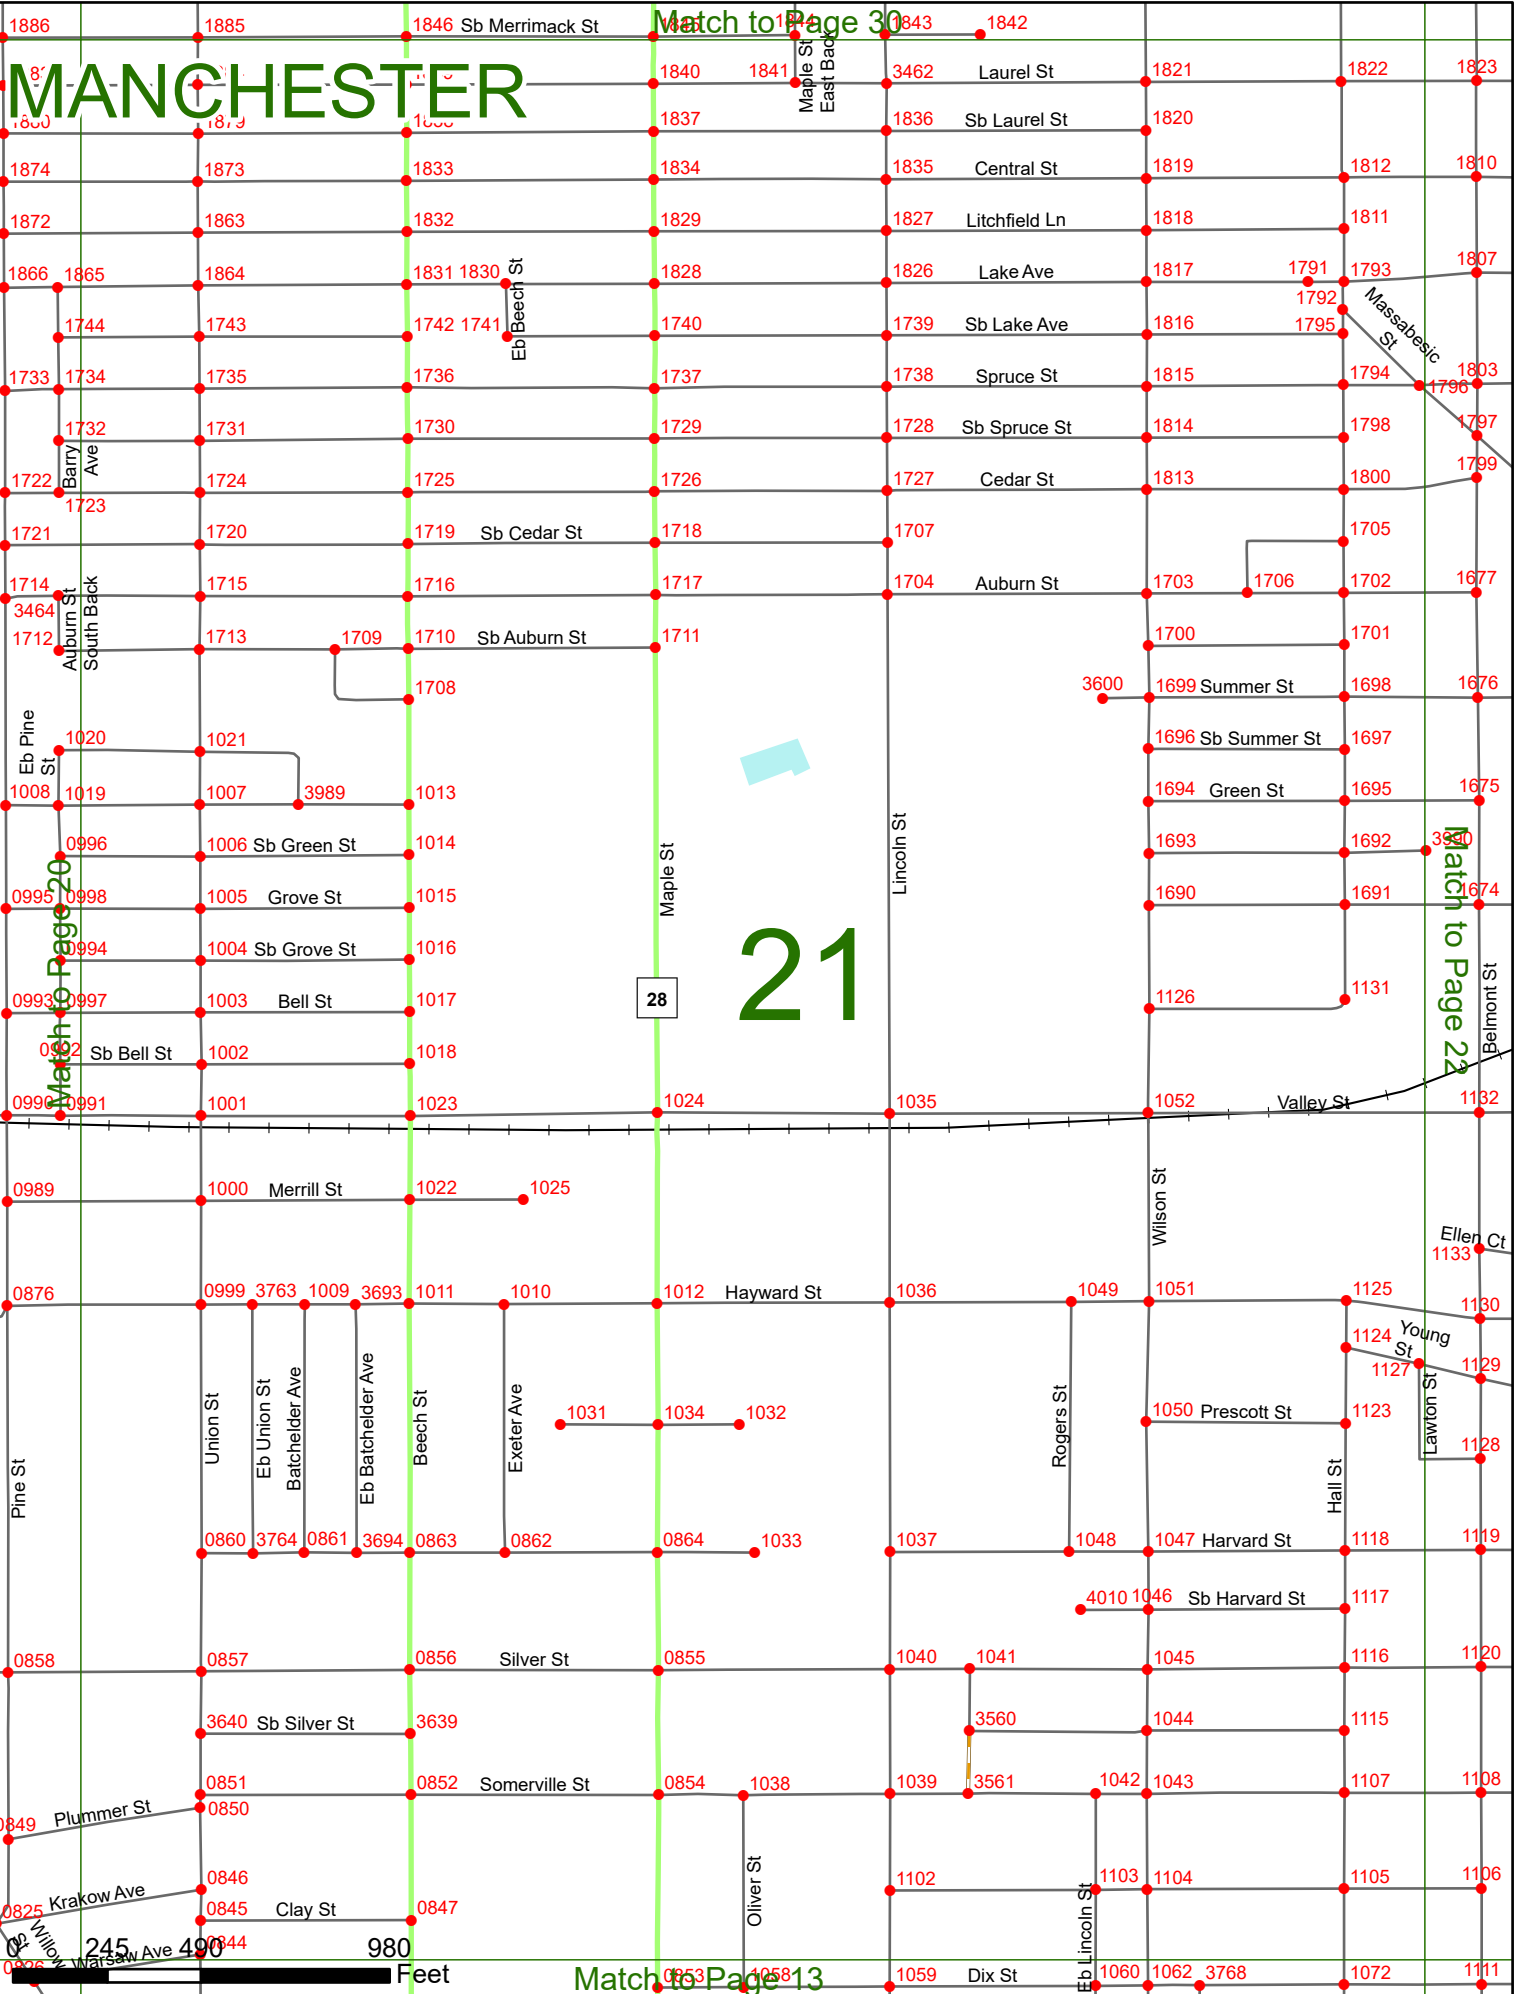 1886 1885 1846 Sb Merrimack St 1845 Match to Page 30 1844 1843 1842
MANCHESTER
1840 1841 Maple St East Back 3462 Laurel St 1821 1822 1823
1880 1879 1837 1836 Sb Laurel St 1820
1874 1873 1833 1834 1835 Central St 1819 1812 1810
1872 1863 1832 1829 1827 Litchfield Ln 1818 1811
1866 1865 1864 1831 1830 Eb Beech St 1828 1826 Lake Ave 1817 1791 1793 1807
1792 Massabesic St
1744 1743 1742 1741 1740 1739 Sb Lake Ave 1816 1795
1733 1734 1735 1736 1737 1738 Spruce St 1815 1794 1796 1803
1732 1731 1730 1729 1728 Sb Spruce St 1814 1798 1797
Barry Ave
1722 1723 1724 1725 1726 1727 Cedar St 1813 1800 1799
1721 1720 1719 Sb Cedar St 1718 1707 1705
1714 3464 1715 1716 1717 1704 Auburn St 1703 1706 1702 1677
Auburn St South Back
1712 1713 1709 1710 Sb Auburn St 1711 1700 1701
1708 3600 1699 Summer St 1698 1676
Eb Pine St
1020 1021 1696 Sb Summer St 1697
1008 1019 1007 3989 1013 1694 Green St 1695 1675
0996 1006 Sb Green St 1014 Maple St Lincoln St 1693 1692 3990
0995 0998 1005 Grove St 1015 1690 1691 1674
Match to Page 20
Match to Page 22
0994 1004 Sb Grove St 1016
21
28
0993 0997 1003 Bell St 1017 1126 1131 Belmont St
0992 Sb Bell St 1002 1018
0990 0991 1001 1023 1024 1035 1052 Valley St 1132
0989 1000 Merrill St 1022 1025 Wilson St
Ellen Ct
1133
0876 0999 3763 1009 3693 1011 1010 1012 Hayward St 1036 1049 1051 1125 1130
1124 Young St 1127 1129
Pine St Union St Eb Union St Batchelder Ave Eb Batchelder Ave Beech St Exeter Ave Rogers St Hall St Lawton St
1031 1034 1032 1050 Prescott St 1123 1128
0860 3764 0861 3694 0863 0862 0864 1033 1037 1048 1047 Harvard St 1118 1119
4010 1046 Sb Harvard St 1117
0858 0857 0856 Silver St 0855 1040 1041 1045 1116 1120
3640 Sb Silver St 3639 3560 1044 1115
0851 0852 Somerville St 0854 1038 1039 3561 1042 1043 1107 1108
0849 Plummer St 0850
0846 1102 1103 1104 1105 1106
0825 Krakow Ave 0845 Clay St 0847 Oliver St Eb Lincoln St
Willow St Warsaw Ave 0844
0 245 490 980
Feet
0826 Match to Page 13 0853 1058 1059 Dix St 1060 1062 3768 1072 1111